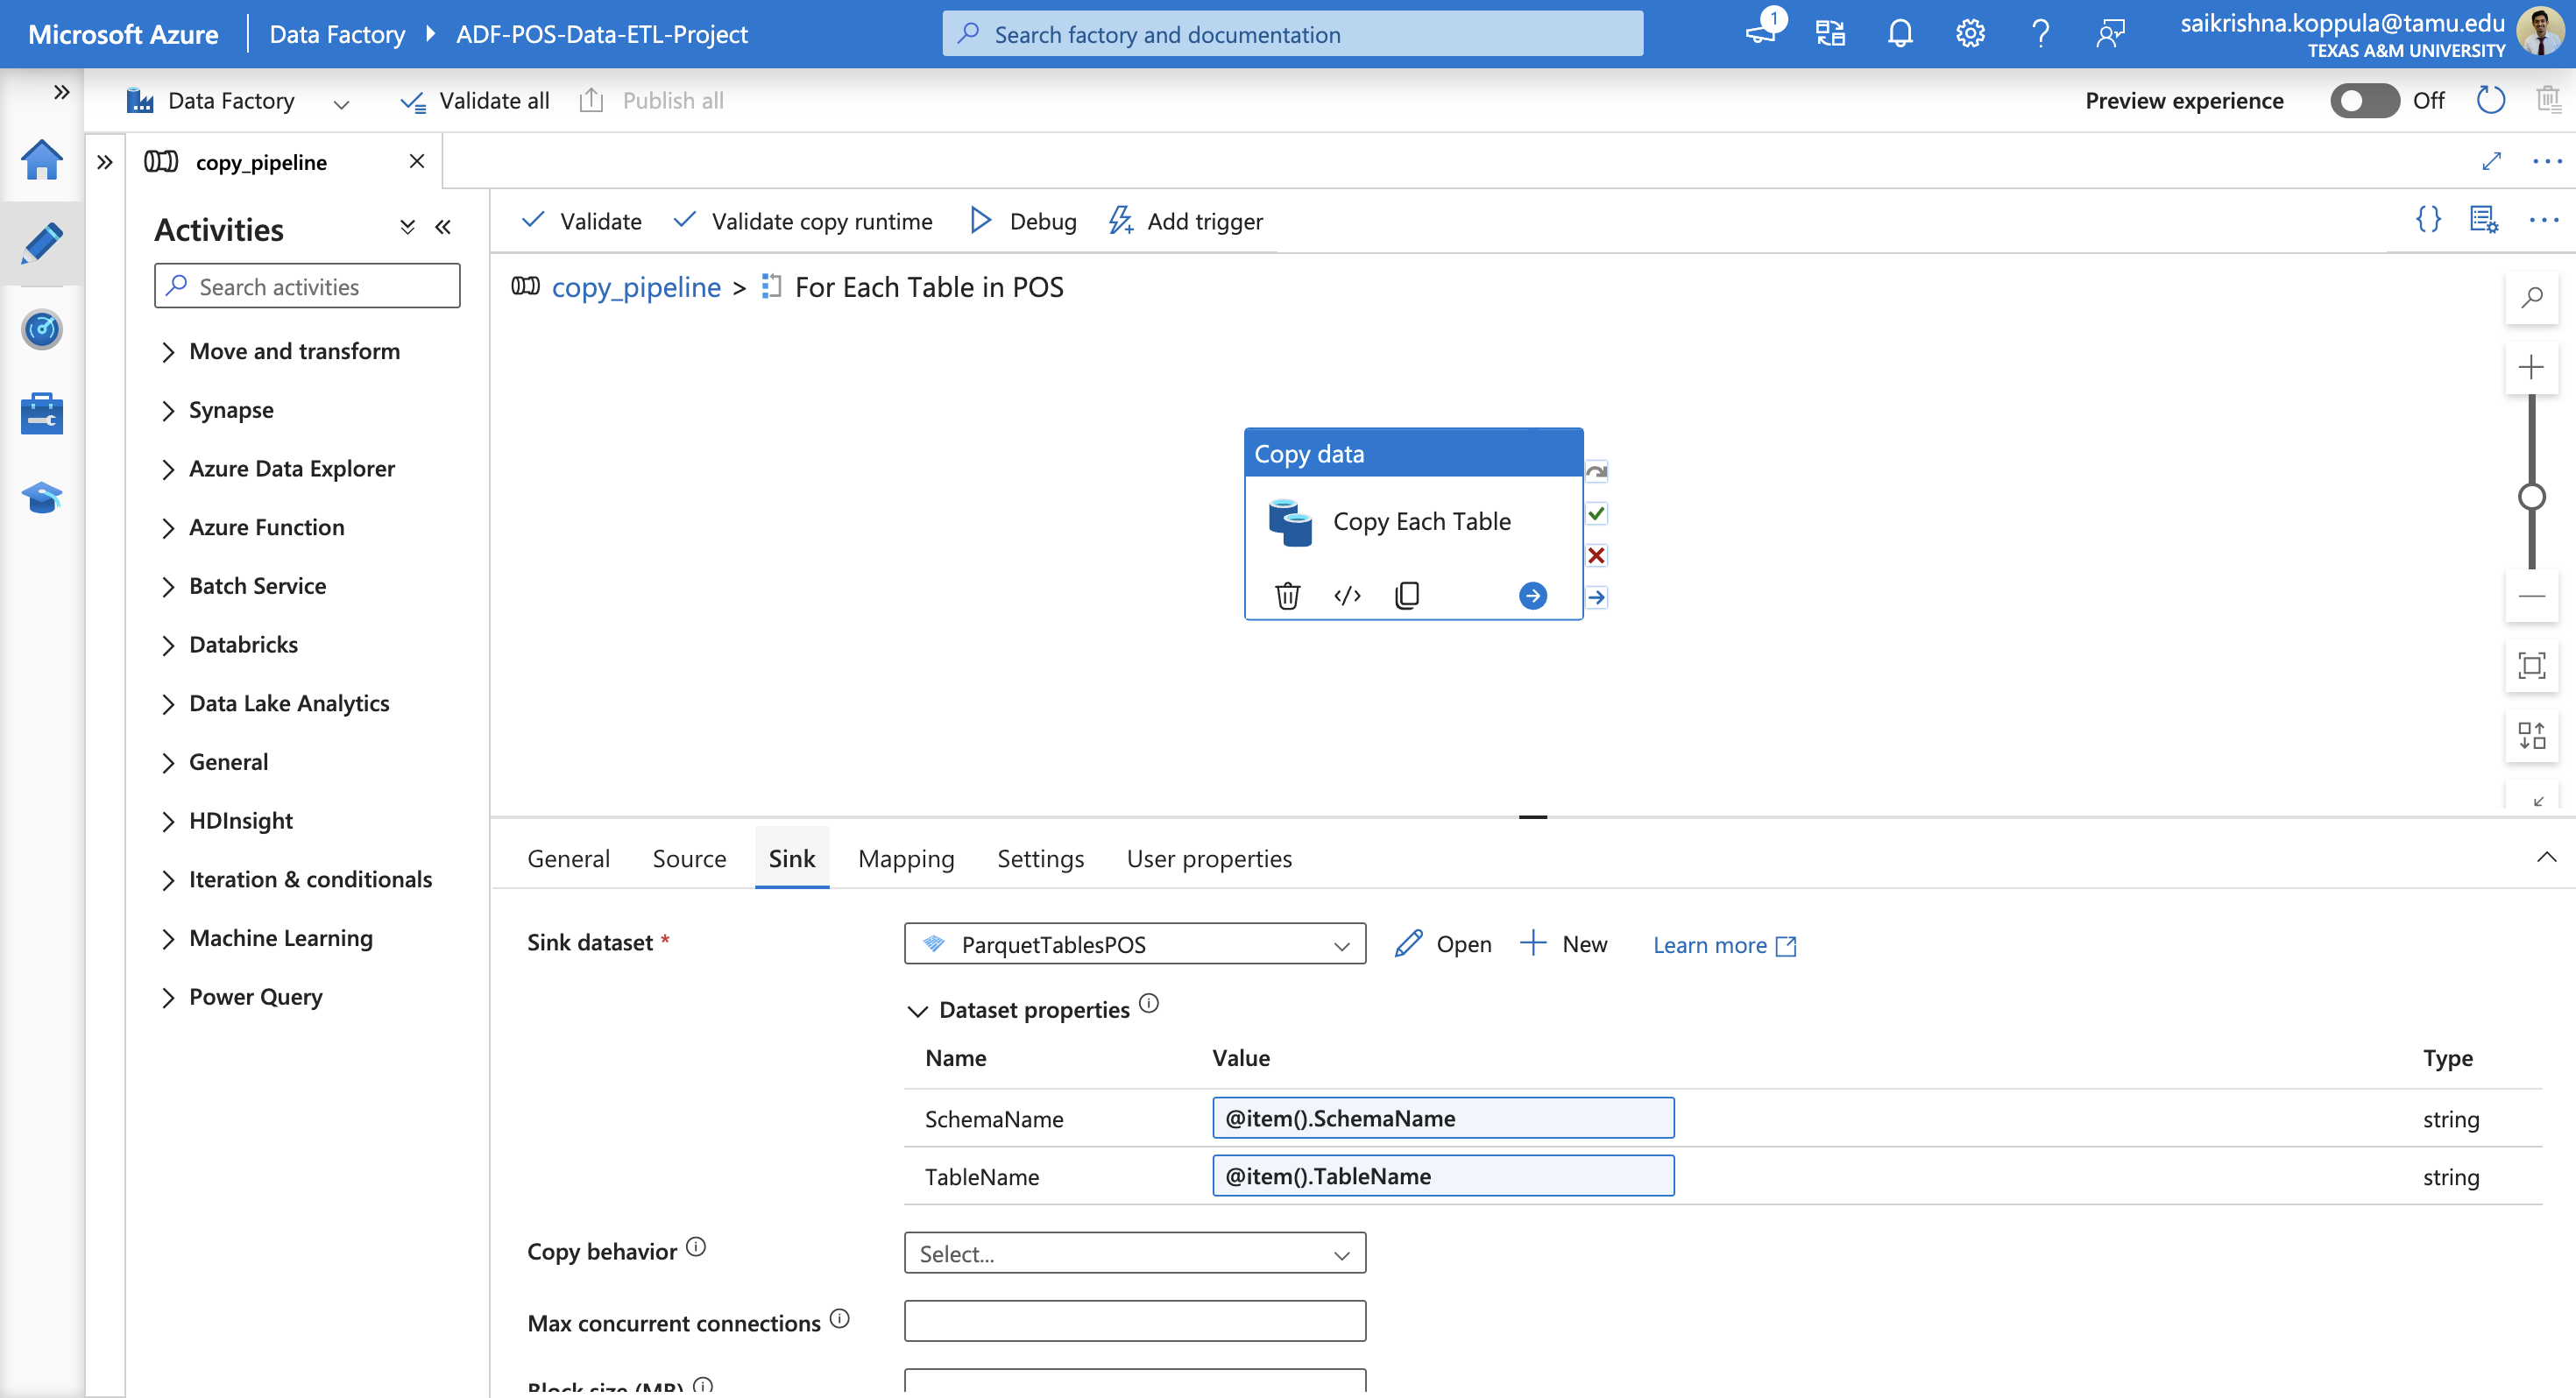 Microsoft Azure
Data Factory
ADF-POS-Data-ETL-Project
Search factory and documentation
1
saikrishna.koppula@tamu.edu
TEXAS A&M UNIVERSITY
Data Factory
Validate all
Publish all
Preview experience
Off
copy_pipeline
Activities
Search activities
Move and transform
Synapse
Azure Data Explorer
Azure Function
Batch Service
Databricks
Data Lake Analytics
General
HDInsight
Iteration & conditionals
Machine Learning
Power Query
Validate
Validate copy runtime
Debug
Add trigger
copy_pipeline > For Each Table in POS
Copy data
Copy Each Table
General
Source
Sink
Mapping
Settings
User properties
Sink dataset *
ParquetTablesPOS
Open
New
Learn more
Dataset properties
Name
Value
Type
SchemaName
@item().SchemaName
string
TableName
@item().TableName
string
Copy behavior
Select...
Max concurrent connections
Block size (MB)